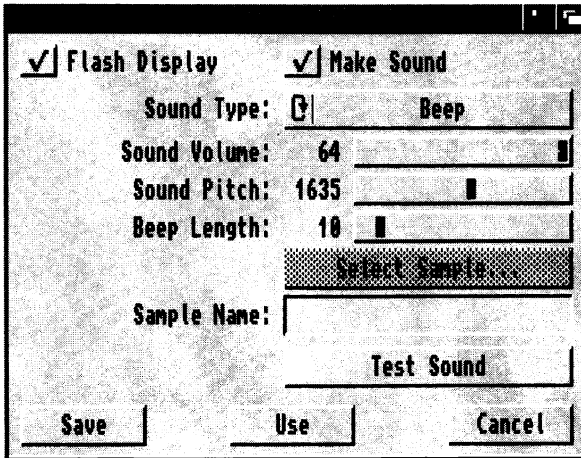 Flash Display Make Sound
Sound Type: Beep
Sound Volume: 64
Sound Pitch: 1635
Beep Length: 10
Select Sample...
Sample Name:
Test Sound
Save Use Cancel